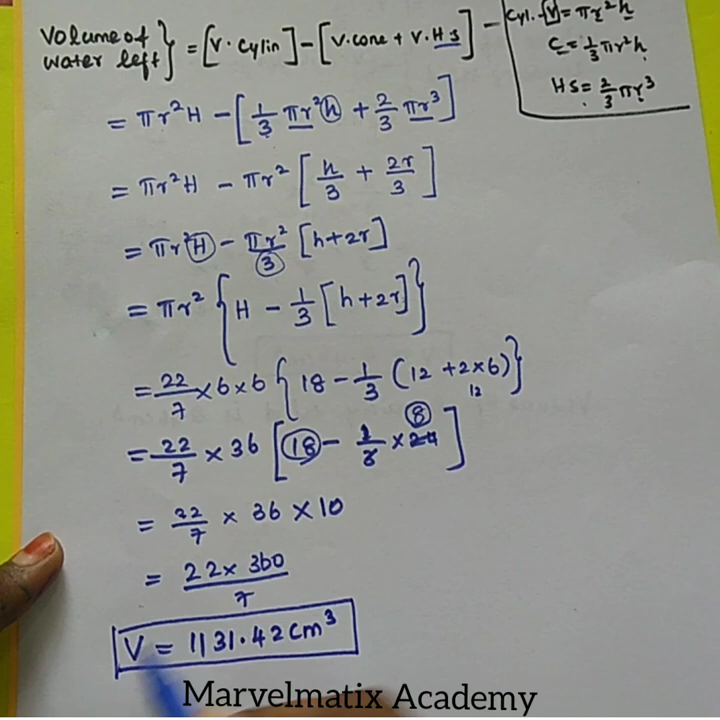 Volume of water left } = [V. Cylin] - [V.cone + V. H s]
Cyl. V = πr²h
C = 1/3 πr²h
HS = 2/3 πr³
= πr²H - [1/3 πr²h + 2/3 πr³]
= πr²H - πr² [h/3 + 2r/3]
= πr²H - πr²/3 [h+2r]
= πr² {H - 1/3 [h+2r]}
= 22/7 × 6 × 6 {18 - 1/3 (12 + 2×6)}
12
8
= 22/7 × 36 [18 - 1/3 × 24]
= 22/7 × 36 × 10
= 22 × 360 / 7
V = 1131.42 cm³
Marvelmatix Academy